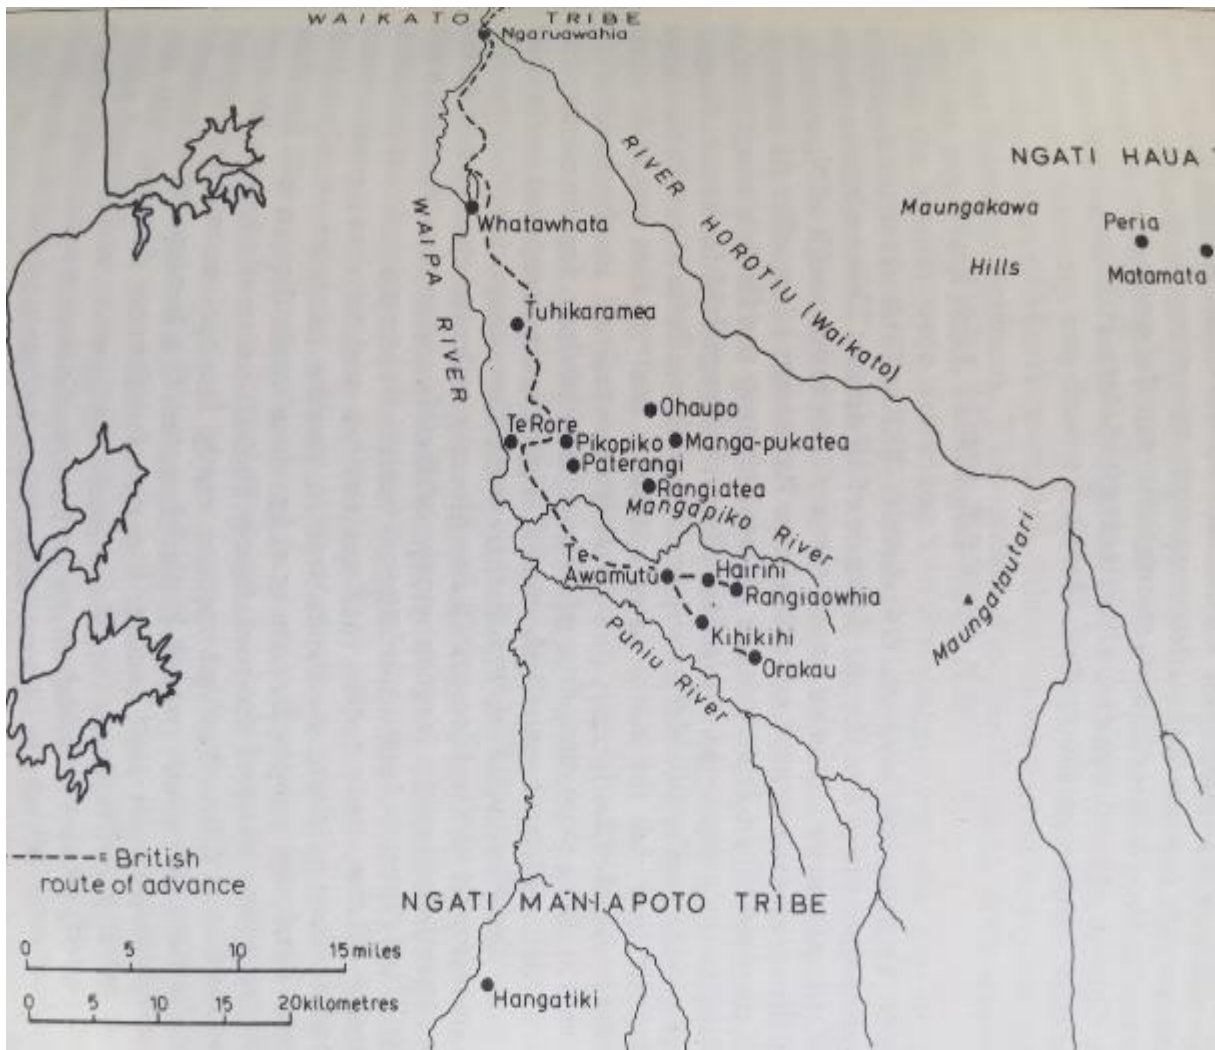 WAIKATO TRIBE
Ngaruawahia
RIVER HOROTIU (Waikato)
NGATI HAUA
Maungakawa
Hills
Peria
Matamata
Whatawhata
WAIPA RIVER
Tuhikaramea
Ohaupo
Te Rore
Pikopiko
Manga-pukatea
Paterangi
Rangiatea
Mangapiko River
Te
Awamutu
Hairini
Rangiaowhia
Maungatautari
Kihikihi
Orakau
Puniu River
= British
route of advance
NGATI MANIAPOTO TRIBE
0 5 10 15 miles
0 5 10 15 20 kilometres
Hangatiki